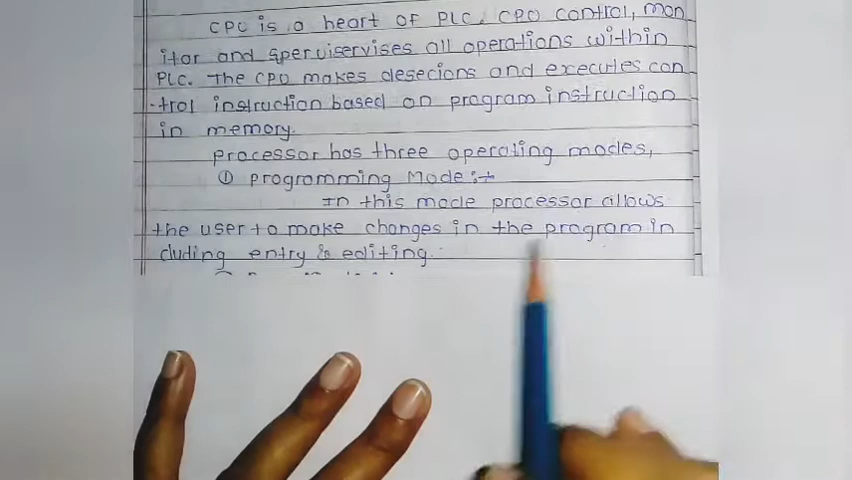 CPU is a heart of PLC. CPU control, mon
itor and sperviservises all operations within
PLC. The CPU makes desecions and executes con
trol instruction based on program instruction
in memory.
processor has three operating modes,
① programming Mode :-
In this mode processor allows
the user to make changes in the program in
cluding entry & editing.